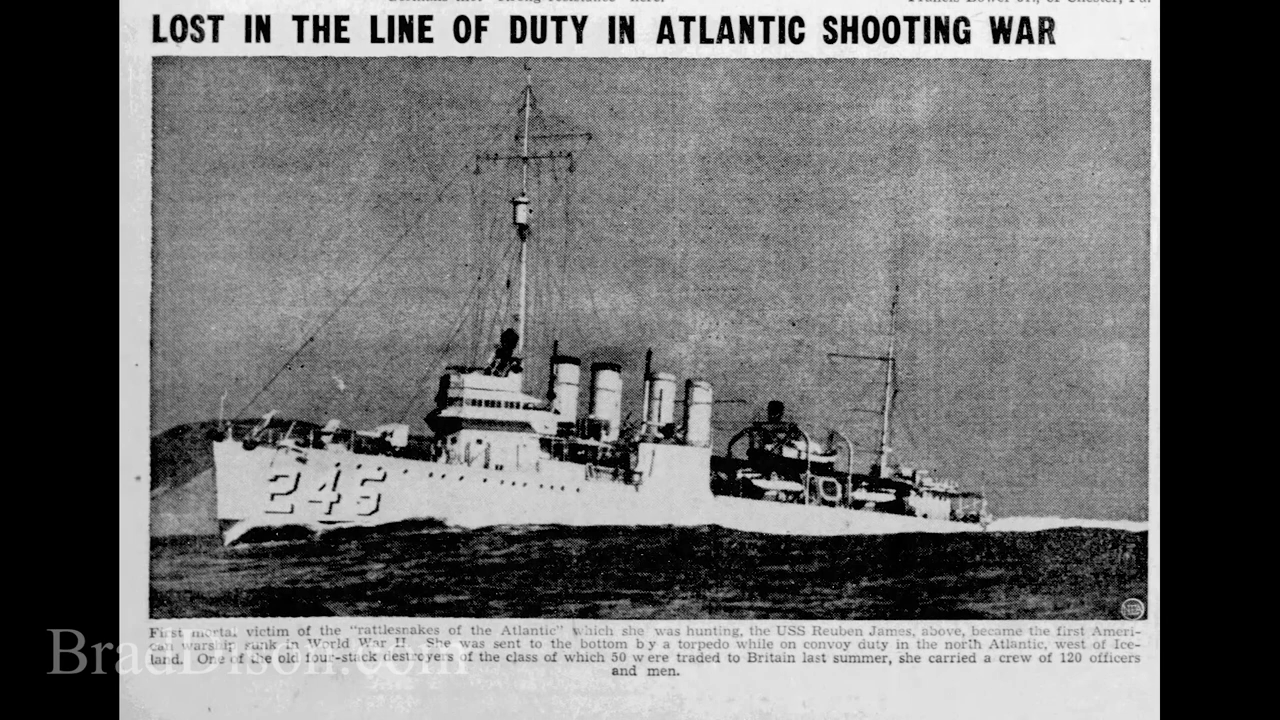 LOST IN THE LINE OF DUTY IN ATLANTIC SHOOTING WAR
245
First mortal victim of the "rattlesnakes of the Atlantic" which she was hunting, the USS Reuben James, above, became the first Ameri-
can warship sunk in World War II. She was sent to the bottom by a torpedo while on convoy duty in the north Atlantic, west of Ice-
land. One of the old four-stack destroyers of the class of which 50 were traded to Britain last summer, she carried a crew of 120 officers
and men.
BradDison.com